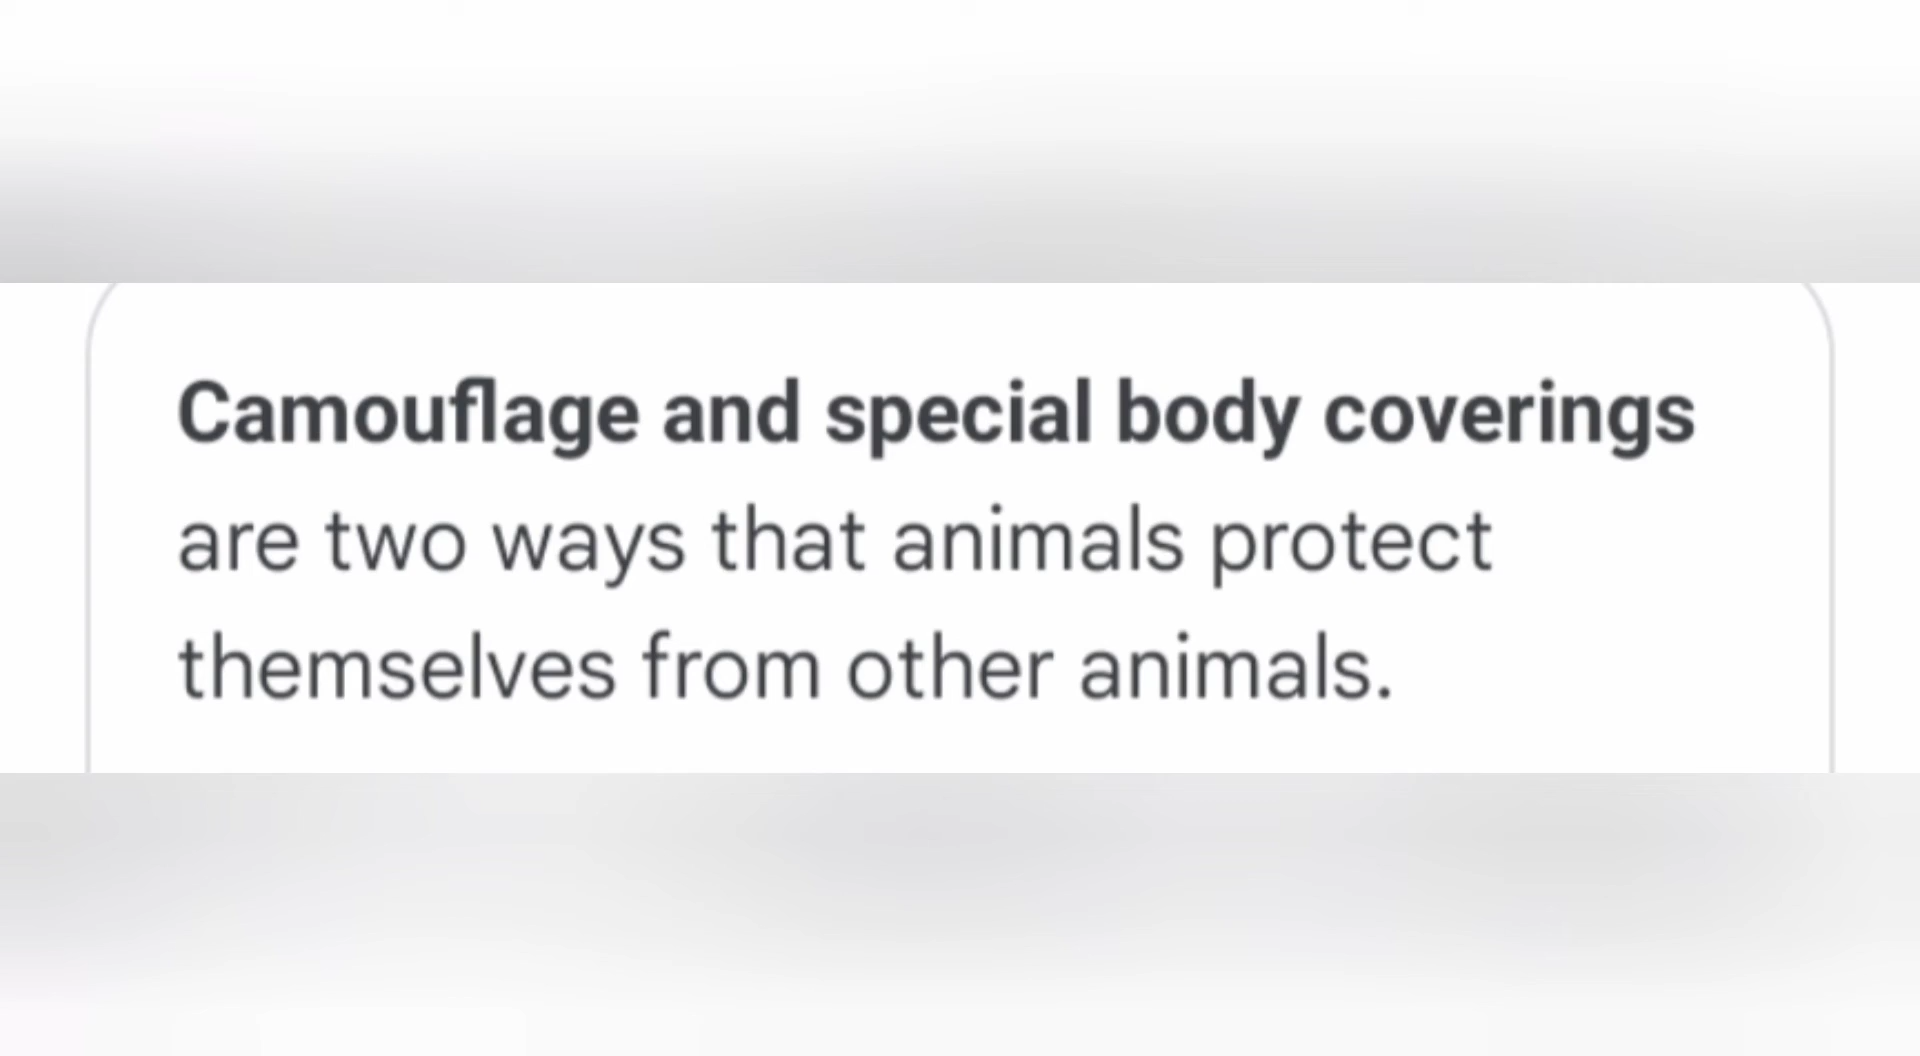 Camouflage and special body coverings
are two ways that animals protect
themselves from other animals.